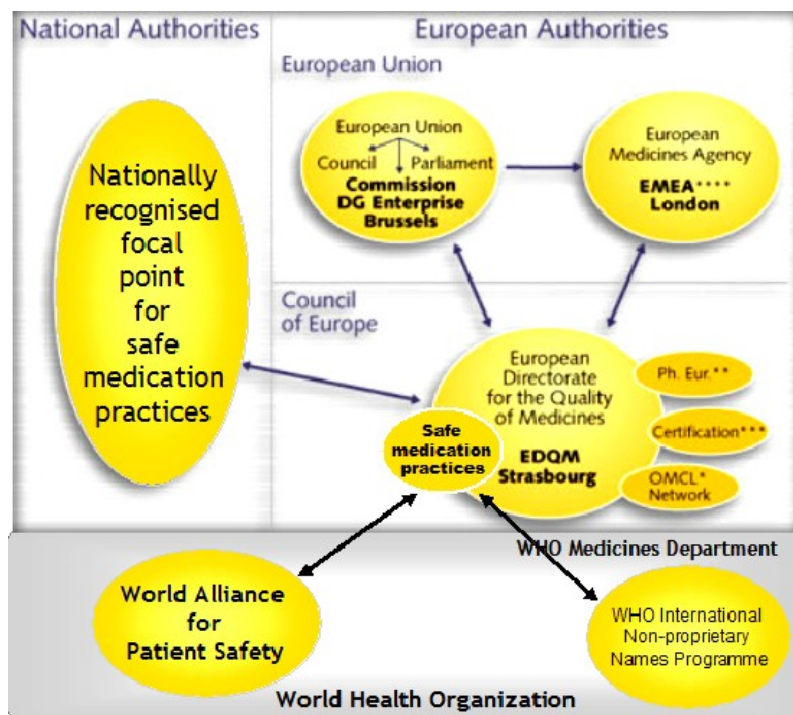 National Authorities
European Authorities
European Union
Nationally
recognised
focal
point
for
safe
medication
practices
European Union
Council Parliament
Commission
DG Enterprise
Brussels
European
Medicines Agency
EMEA****
London
Council
of Europe
European
Directorate
for the Quality
of Medicines
EDQM
Strasbourg
Safe
medication
practices
Ph. Eur.**
Certification***
OMCL*
Network
WHO Medicines Department
World Alliance
for
Patient Safety
WHO International
Non-proprietary
Names Programme
World Health Organization